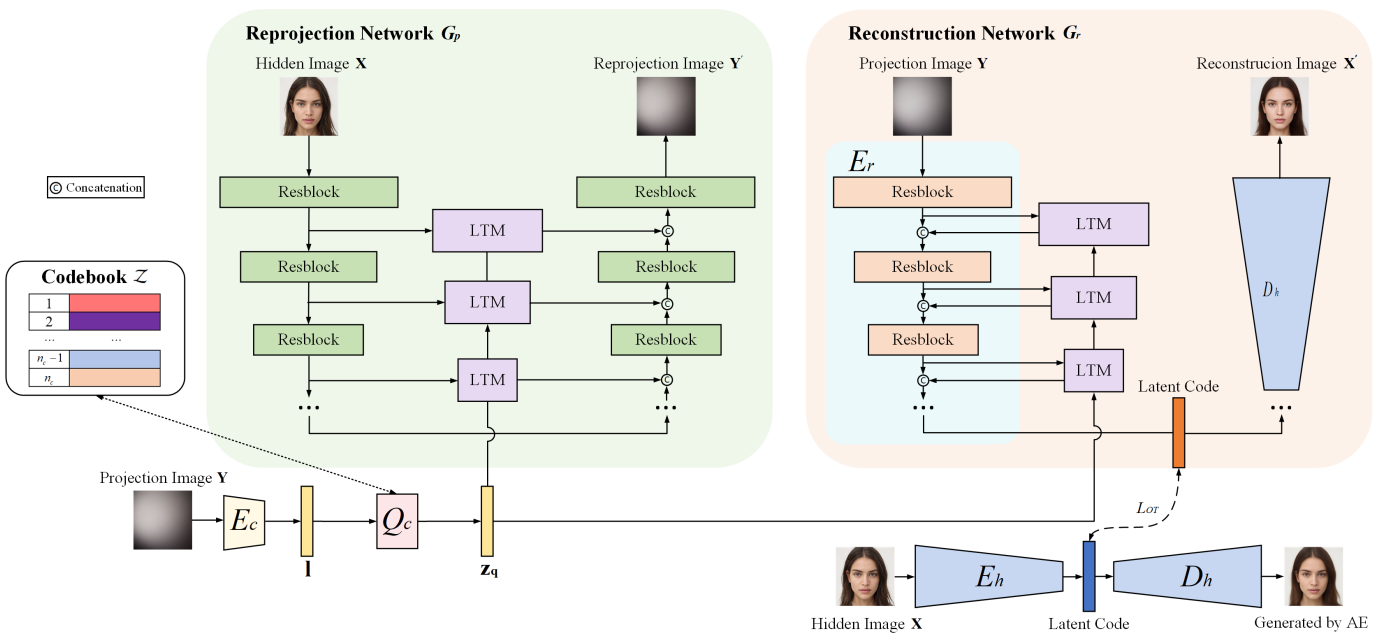 Reprojection Network Gp
Hidden Image X
Reprojection Image Y′
Resblock
Resblock
LTM
C
Resblock
Resblock
LTM
C
Resblock
Resblock
LTM
C
...
...
Reconstruction Network Gr
Projection Image Y
Reconstrucion Image X′
Er
Resblock
LTM
C
Resblock
LTM
C
Resblock
LTM
C
...
Dh
Latent Code
...
C Concatenation
Codebook Z
1
2
... ...
nc −1
nc
Projection Image Y
Ec
l
Qc
zq
LOT
Hidden Image X
Eh
Latent Code
Dh
Generated by AE